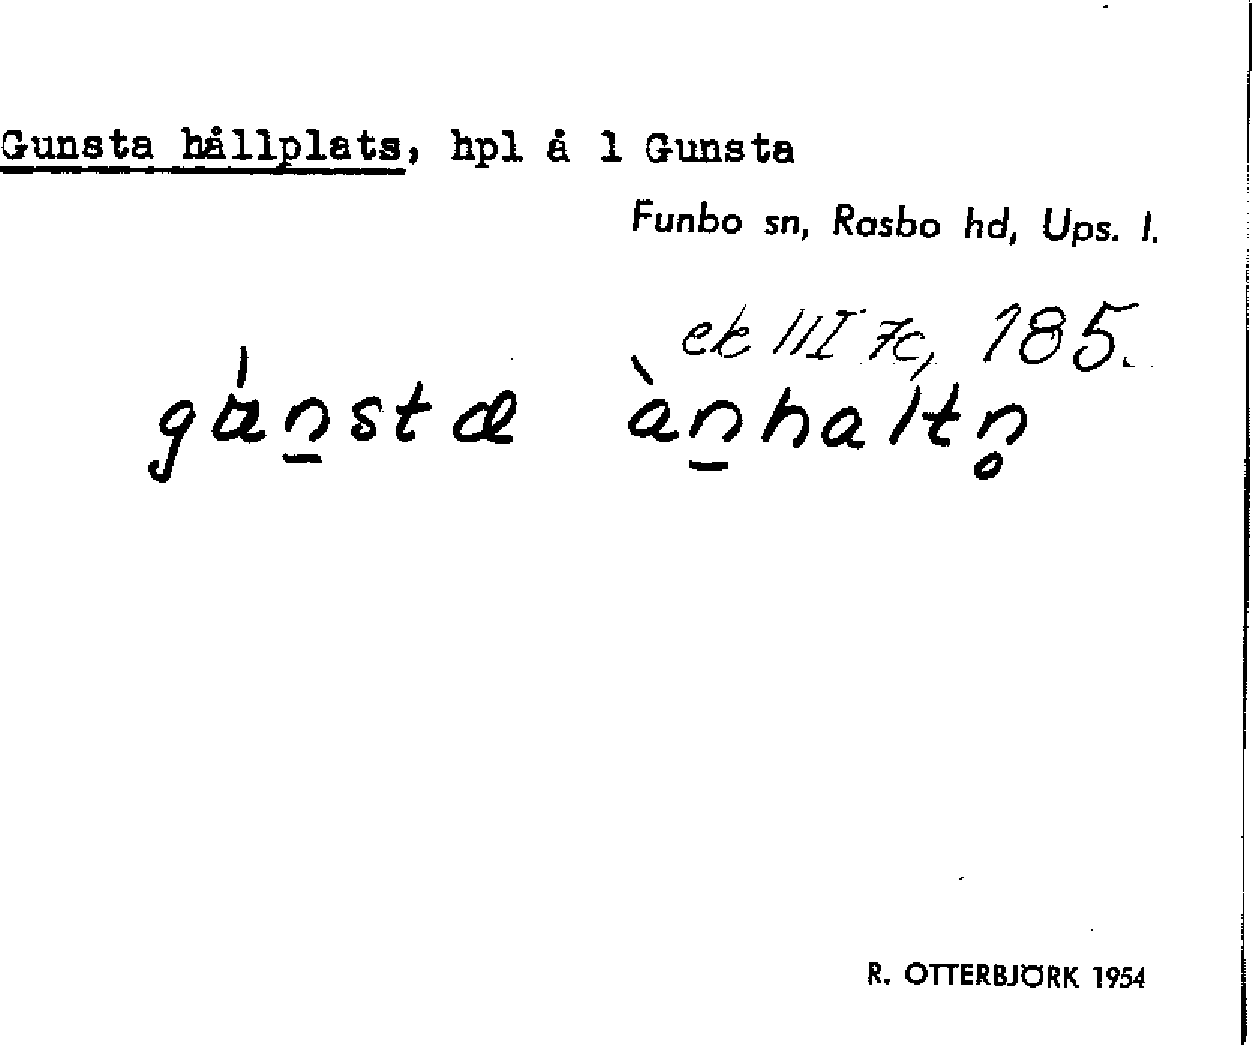 Gunsta hållplats, hpl å 1 Gunsta
Funbo sn, Rasbo hd, Ups. l.
ek III 7c, 185.
R. OTTERBJÖRK 1954